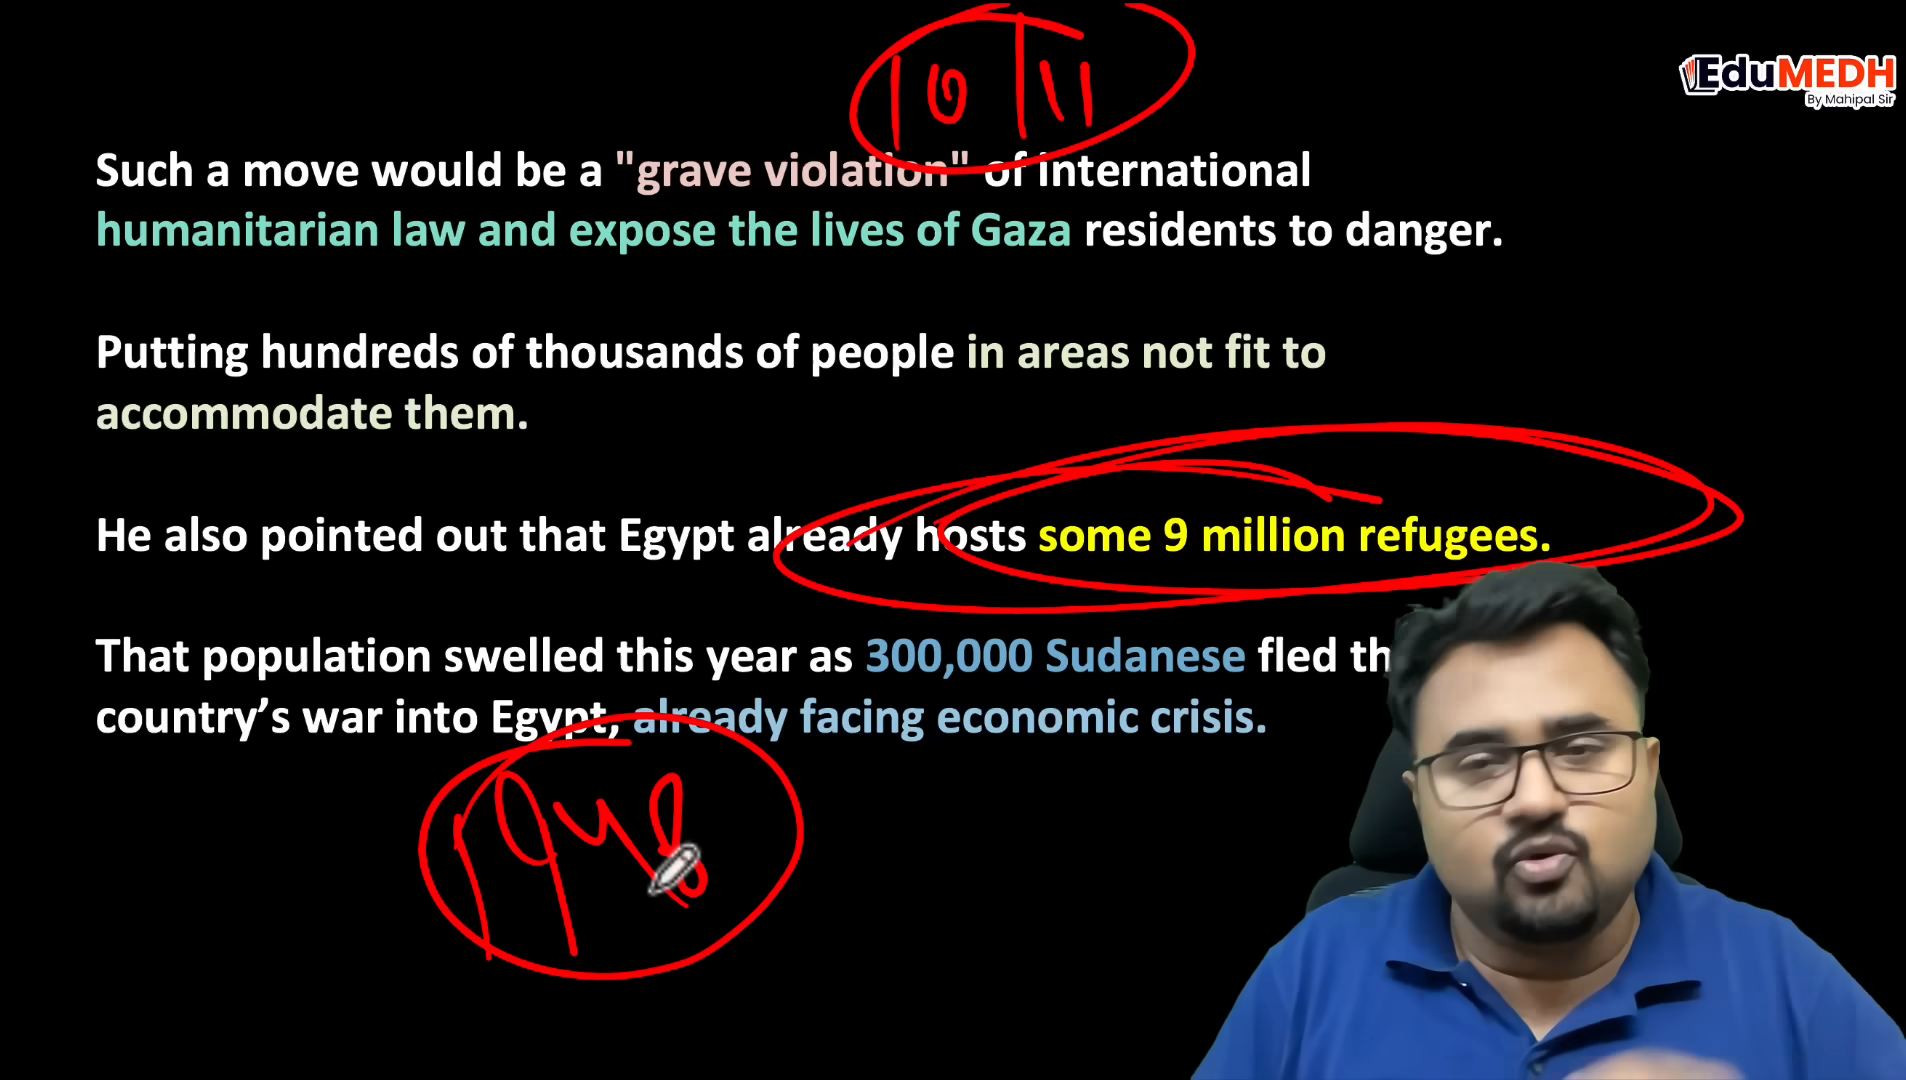 10 11
EduMEDH
By Mahipal Sir
Such a move would be a "grave violation" of international
humanitarian law and expose the lives of Gaza residents to danger.
Putting hundreds of thousands of people in areas not fit to
accommodate them.
He also pointed out that Egypt already hosts some 9 million refugees.
That population swelled this year as 300,000 Sudanese fled
country’s war into Egypt, already facing economic crisis.
1948